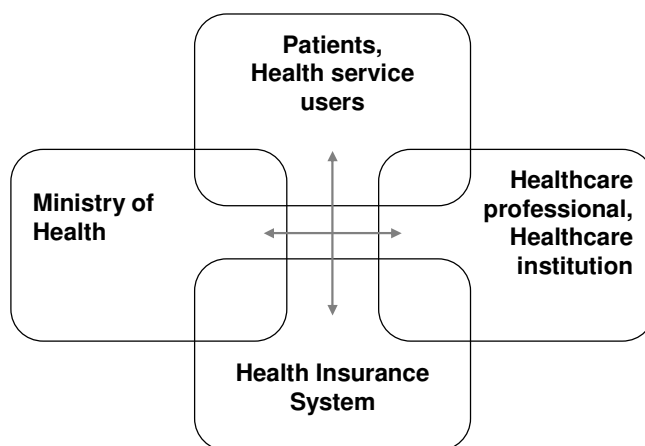 Patients,
Health service
users
Ministry of
Health
Healthcare
professional,
Healthcare
institution
Health Insurance
System